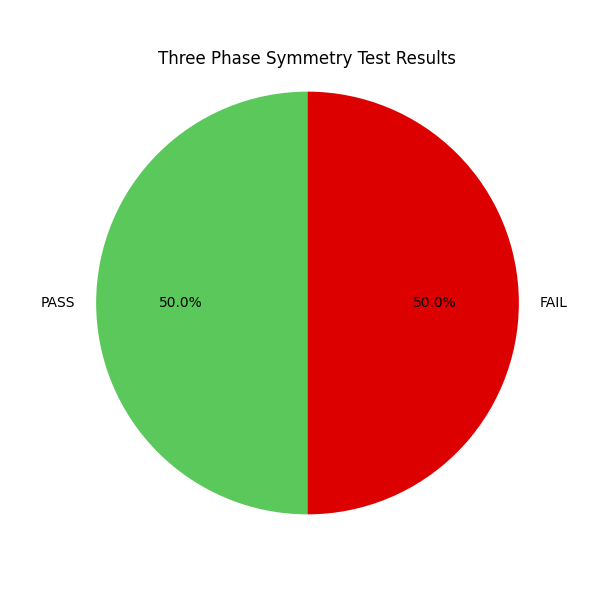 Three Phase Symmetry Test Results
PASS
50.0%
50.0%
FAIL